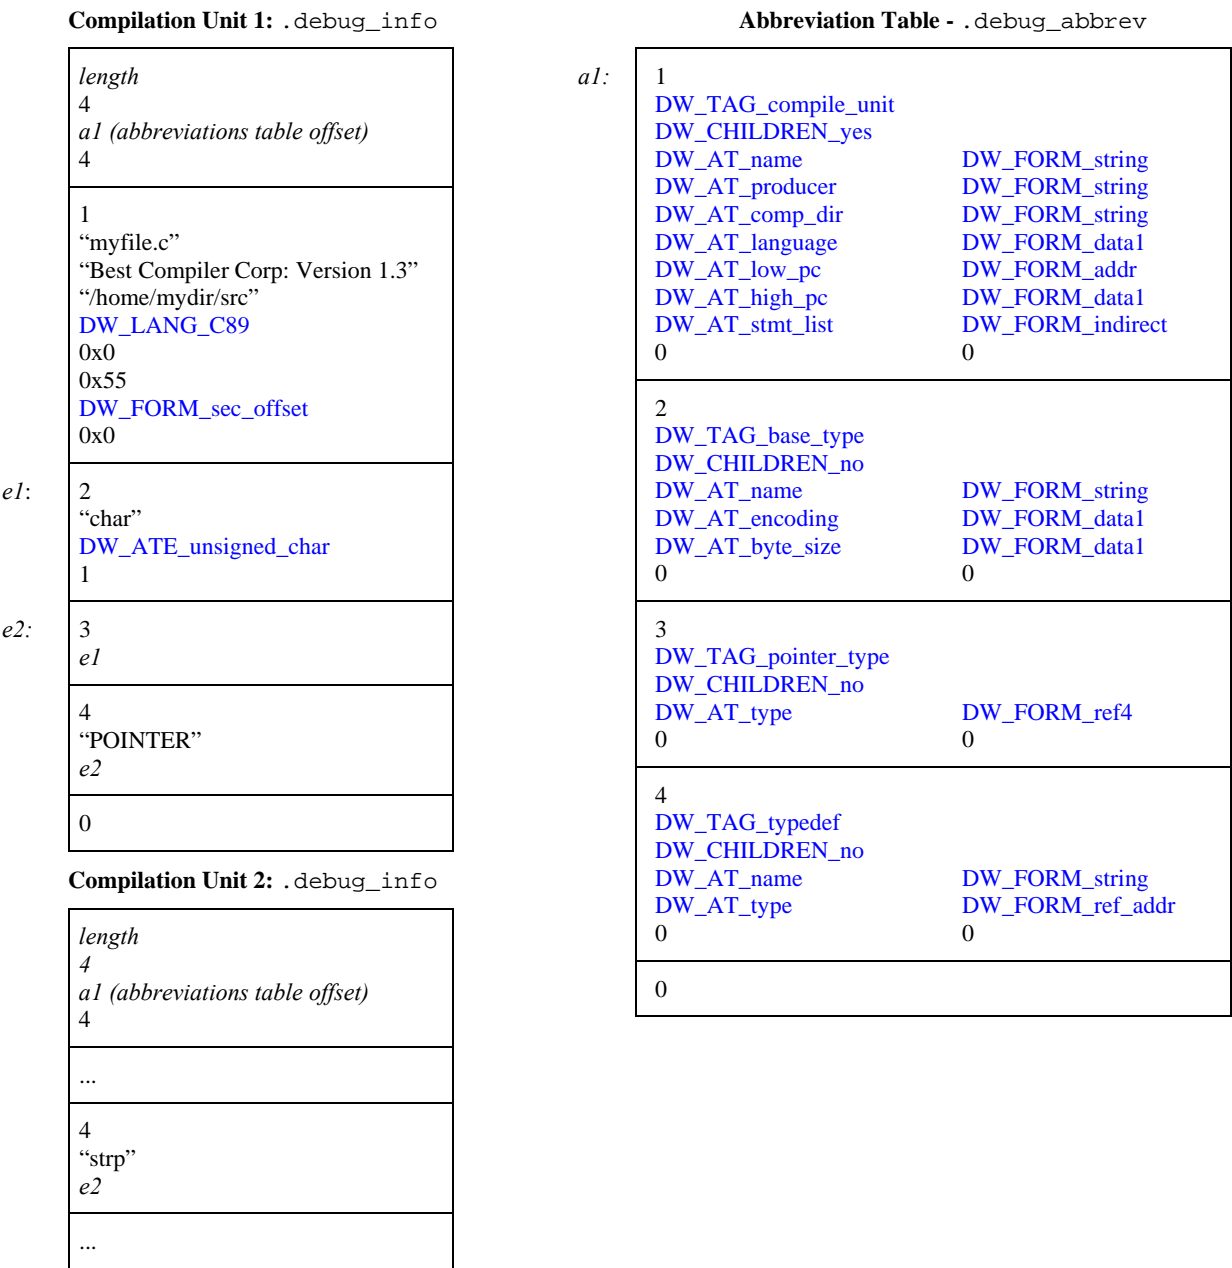 Compilation Unit 1: .debug_info
length
4
a1 (abbreviations table offset)
4
1
“myfile.c”
“Best Compiler Corp: Version 1.3”
“/home/mydir/src”
DW_LANG_C89
0x0
0x55
DW_FORM_sec_offset
0x0
e1: 2
“char”
DW_ATE_unsigned_char
1
e2: 3
e1
4
“POINTER”
e2
0
Compilation Unit 2: .debug_info
length
4
a1 (abbreviations table offset)
4
...
4
“strp”
e2
...
Abbreviation Table - .debug_abbrev
a1: 1
DW_TAG_compile_unit
DW_CHILDREN_yes
DW_AT_name DW_FORM_string
DW_AT_producer DW_FORM_string
DW_AT_comp_dir DW_FORM_string
DW_AT_language DW_FORM_data1
DW_AT_low_pc DW_FORM_addr
DW_AT_high_pc DW_FORM_data1
DW_AT_stmt_list DW_FORM_indirect
0 0
2
DW_TAG_base_type
DW_CHILDREN_no
DW_AT_name DW_FORM_string
DW_AT_encoding DW_FORM_data1
DW_AT_byte_size DW_FORM_data1
0 0
3
DW_TAG_pointer_type
DW_CHILDREN_no
DW_AT_type DW_FORM_ref4
0 0
4
DW_TAG_typedef
DW_CHILDREN_no
DW_AT_name DW_FORM_string
DW_AT_type DW_FORM_ref_addr
0 0
0